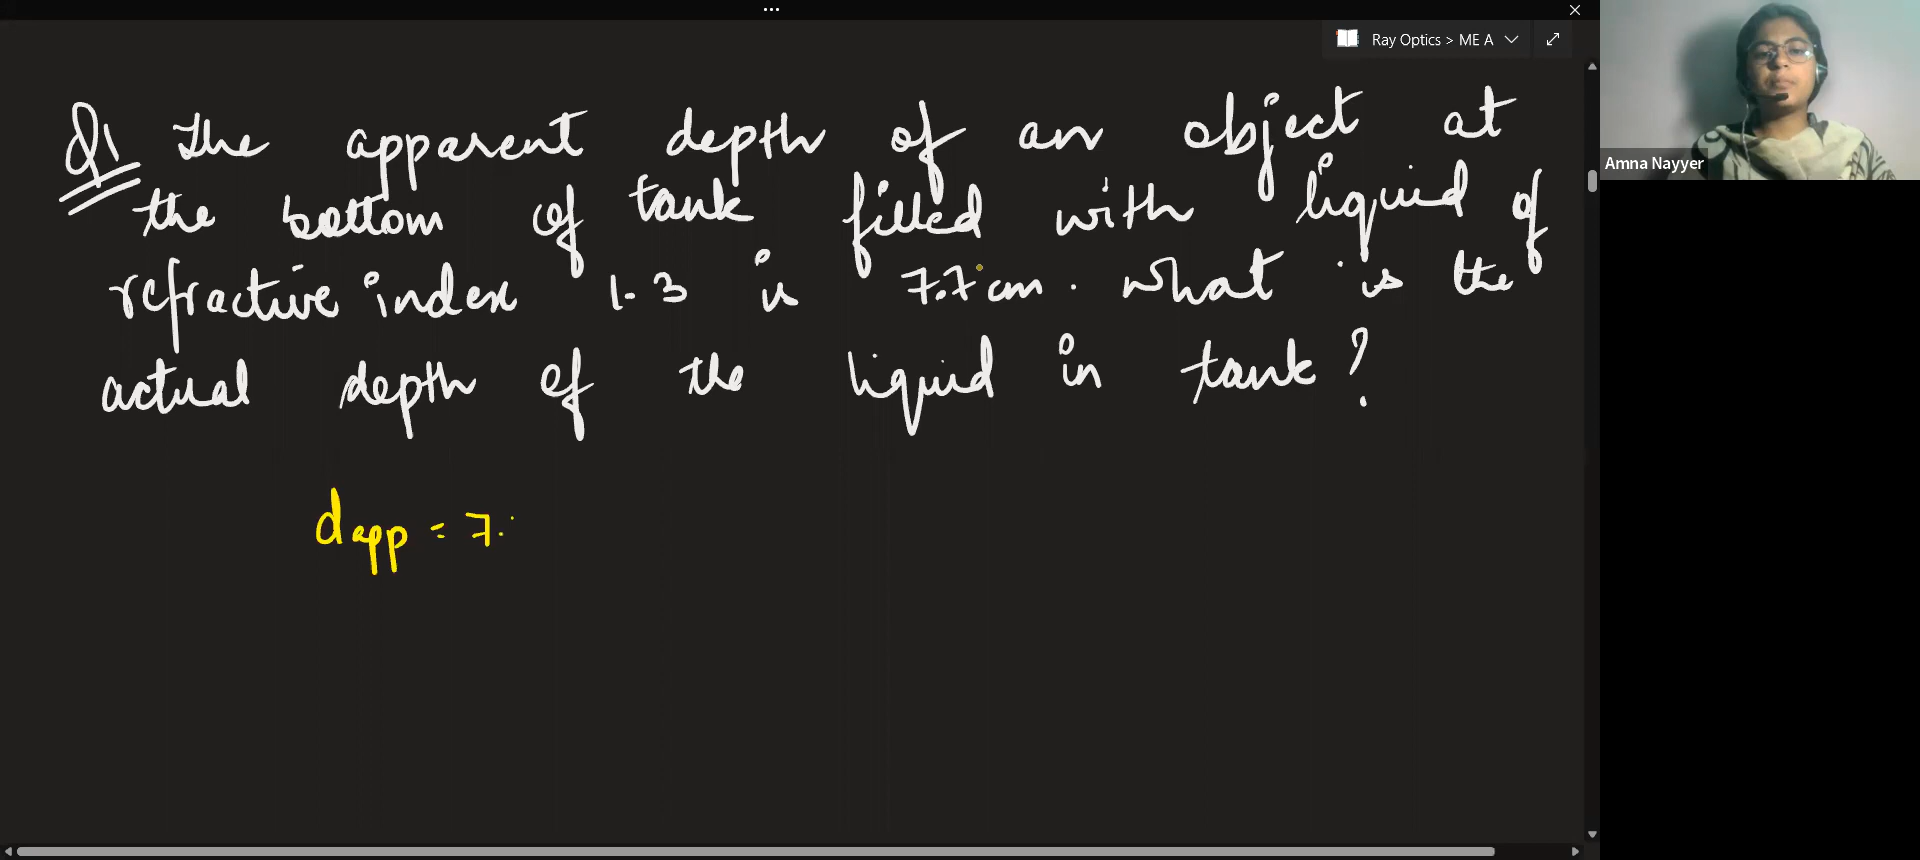 Ray Optics > ME A
Amna Nayyer
Q1 The apparent depth of an object at
the bottom of tank filled with liquid of
refractive index 1.3 is 7.7 cm. what is the
actual depth of the liquid in tank?
dapp = 7.